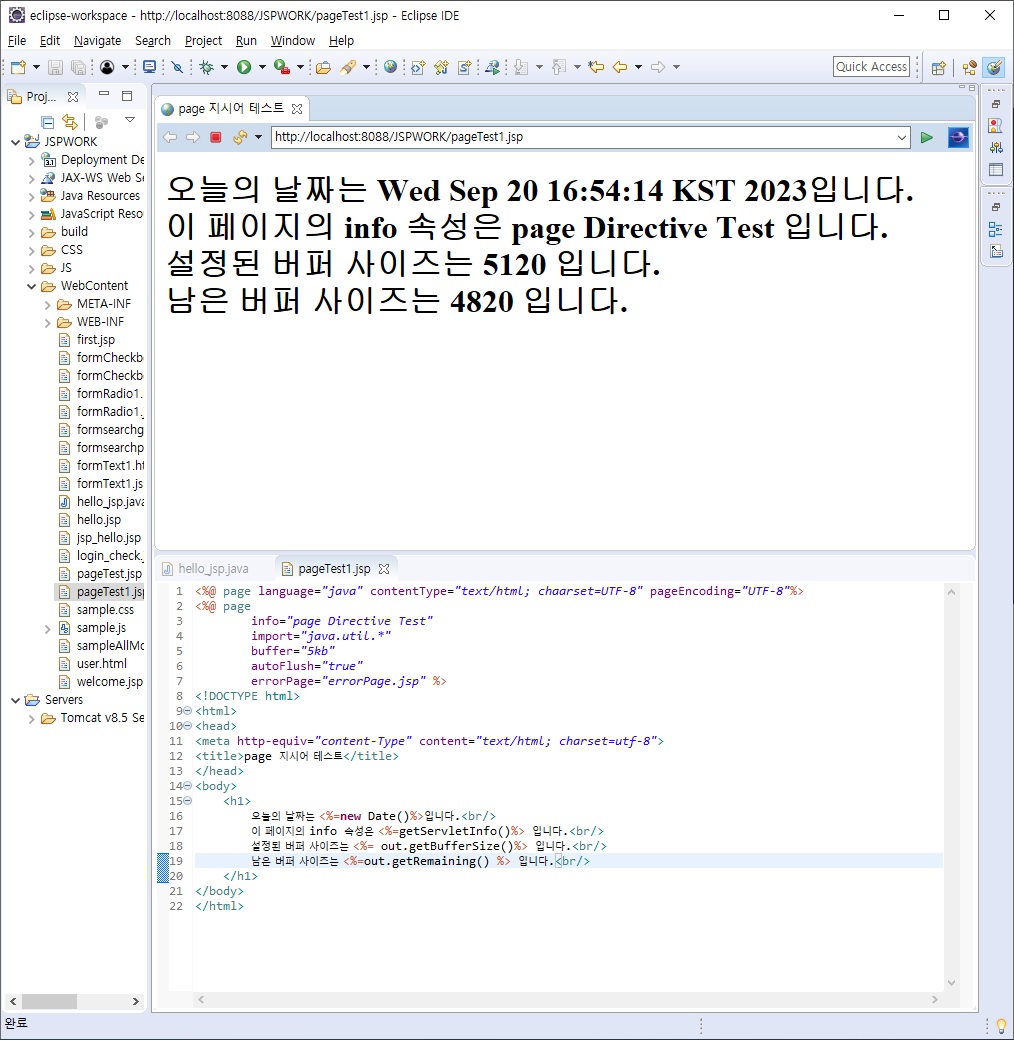 eclipse-workspace - http://localhost:8088/JSPWORK/pageTest1.jsp - Eclipse IDE
File Edit Navigate Search Project Run Window Help
Quick Access
Proj...
JSPWORK
Deployment De
JAX-WS Web Se
Java Resources
JavaScript Reso
build
CSS
JS
WebContent
META-INF
WEB-INF
first.jsp
formCheckb
formCheckb
formRadio1.
formRadio1.j
formsearchg
formsearchp
formText1.ht
formText1.js
hello_jsp.java
hello.jsp
jsp_hello.jsp
login_check.j
pageTest.jsp
pageTest1.jsp
sample.css
sample.js
sampleAllMo
user.html
welcome.jsp
Servers
Tomcat v8.5 Se
page 지시어 테스트
http://localhost:8088/JSPWORK/pageTest1.jsp
오늘의 날짜는 Wed Sep 20 16:54:14 KST 2023입니다.
이 페이지의 info 속성은 page Directive Test 입니다.
설정된 버퍼 사이즈는 5120 입니다.
남은 버퍼 사이즈는 4820 입니다.
hello_jsp.java pageTest1.jsp
1 <%@ page language="java" contentType="text/html; chaarset=UTF-8" pageEncoding="UTF-8"%>
2 <%@ page
3 info="page Directive Test"
4 import="java.util.*"
5 buffer="5kb"
6 autoFlush="true"
7 errorPage="errorPage.jsp" %>
8 <!DOCTYPE html>
9 <html>
10 <head>
11 <meta http-equiv="content-Type" content="text/html; charset=utf-8">
12 <title>page 지시어 테스트</title>
13 </head>
14 <body>
15 <h1>
16 오늘의 날짜는 <%=new Date()%>입니다.<br/>
17 이 페이지의 info 속성은 <%=getServletInfo()%> 입니다.<br/>
18 설정된 버퍼 사이즈는 <%= out.getBufferSize()%> 입니다.<br/>
19 남은 버퍼 사이즈는 <%=out.getRemaining() %> 입니다.<br/>
20 </h1>
21 </body>
22 </html>
완료